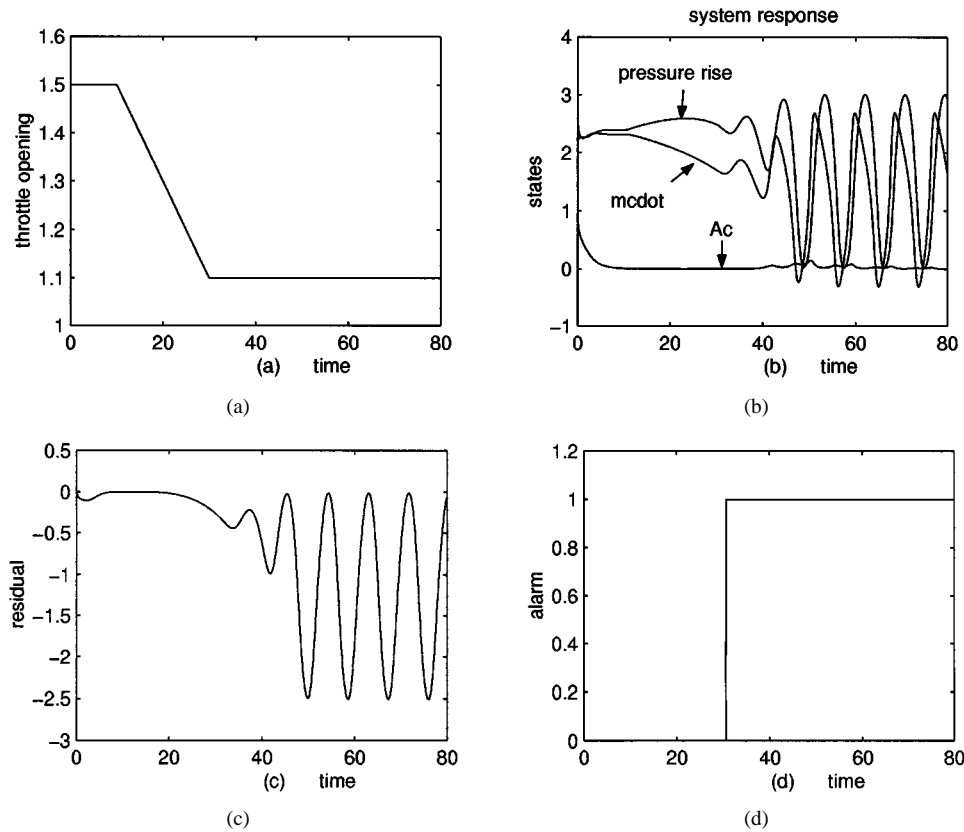 system response
1.6
1.5
1.4
1.3
1.2
1.1
1
0 20 40 60 80
throttle opening
(a) time
(a)
4
3
2
1
0
−1
0 20 40 60 80
states
pressure rise
mcdot
Ac
(b) time
(b)
0.5
0
−0.5
−1
−1.5
−2
−2.5
−3
0 20 40 60 80
residual
(c) time
(c)
1.2
1
0.8
0.6
0.4
0.2
0
0 20 40 60 80
alarm
(d) time
(d)